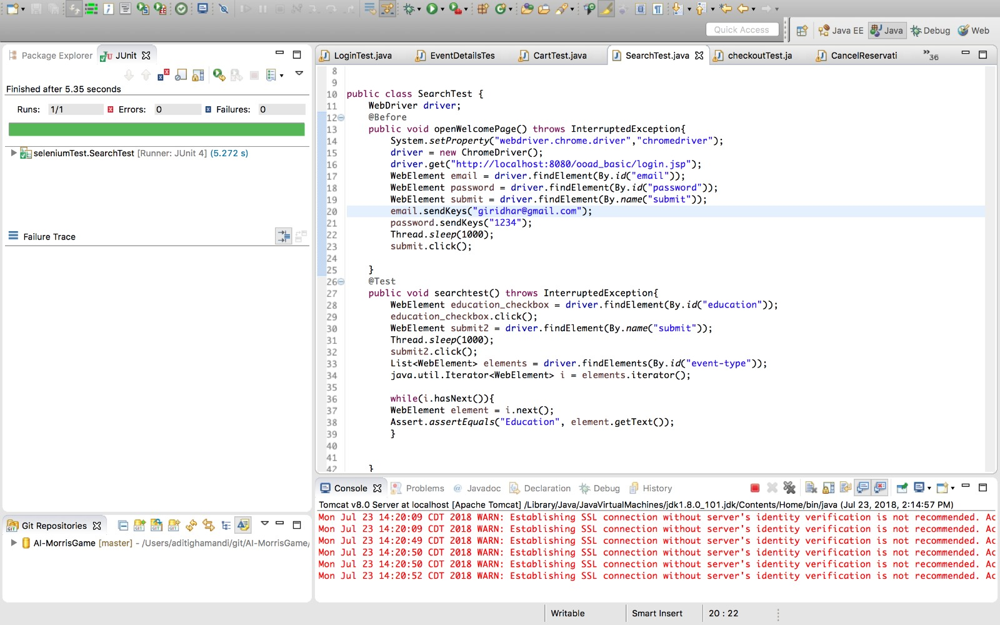 Quick Access
Java EE
Java
Debug
Web
Package Explorer
JUnit
Finished after 5.35 seconds
Runs: 1/1 Errors: 0 Failures: 0
seleniumTest.SearchTest [Runner: JUnit 4] (5.272 s)
Failure Trace
LoginTest.java
EventDetailsTes
CartTest.java
SearchTest.java
checkoutTest.ja
CancelReservati
»36
8
9
10 public class SearchTest {
11 WebDriver driver;
12 @Before
13 public void openWelcomePage() throws InterruptedException{
14 System.setProperty("webdriver.chrome.driver","chromedriver");
15 driver = new ChromeDriver();
16 driver.get("http://localhost:8080/ooad_basic/login.jsp");
17 WebElement email = driver.findElement(By.id("email"));
18 WebElement password = driver.findElement(By.id("password"));
19 WebElement submit = driver.findElement(By.name("submit"));
20 email.sendKeys("giridhar@gmail.com");
21 password.sendKeys("1234");
22 Thread.sleep(1000);
23 submit.click();
24
25 }
26 @Test
27 public void searchtest() throws InterruptedException{
28 WebElement education_checkbox = driver.findElement(By.id("education"));
29 education_checkbox.click();
30 WebElement submit2 = driver.findElement(By.name("submit"));
31 Thread.sleep(1000);
32 submit2.click();
33 List<WebElement> elements = driver.findElements(By.id("event-type"));
34 java.util.Iterator<WebElement> i = elements.iterator();
35
36 while(i.hasNext()){
37 WebElement element = i.next();
38 Assert.assertEquals("Education", element.getText());
39 }
40
41
42 }
Console
Problems
@ Javadoc
Declaration
Debug
History
Tomcat v8.0 Server at localhost [Apache Tomcat] /Library/Java/JavaVirtualMachines/jdk1.8.0_101.jdk/Contents/Home/bin/java (Jul 23, 2018, 2:14:57 PM)
Mon Jul 23 14:20:09 CDT 2018 WARN: Establishing SSL connection without server's identity verification is not recommended. Ac
Mon Jul 23 14:20:09 CDT 2018 WARN: Establishing SSL connection without server's identity verification is not recommended. Ac
Mon Jul 23 14:20:49 CDT 2018 WARN: Establishing SSL connection without server's identity verification is not recommended. Ac
Mon Jul 23 14:20:50 CDT 2018 WARN: Establishing SSL connection without server's identity verification is not recommended. Ac
Mon Jul 23 14:20:50 CDT 2018 WARN: Establishing SSL connection without server's identity verification is not recommended. Ac
Mon Jul 23 14:20:52 CDT 2018 WARN: Establishing SSL connection without server's identity verification is not recommended. Ac
Git Repositories
AI-MorrisGame [master] - /Users/aditighamandi/git/AI-MorrisGame/
Writable
Smart Insert
20 : 22